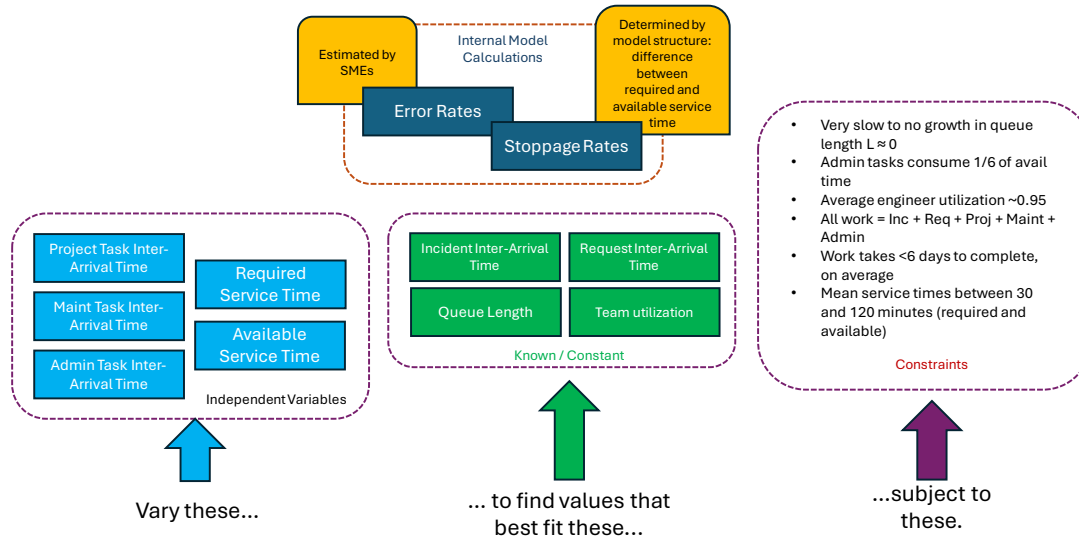 Estimated by
SMEs
Internal Model
Calculations
Determined by
model structure:
difference
between
required and
available service
time
Error Rates
Stoppage Rates
Project Task Inter-
Arrival Time
Maint Task Inter-
Arrival Time
Admin Task Inter-
Arrival Time
Required
Service Time
Available
Service Time
Independent Variables
Incident Inter-Arrival
Time
Request Inter-Arrival
Time
Queue Length
Team utilization
Known / Constant
• Very slow to no growth in queue
length L ≈ 0
• Admin tasks consume 1/6 of avail
time
• Average engineer utilization ~0.95
• All work = Inc + Req + Proj + Maint +
Admin
• Work takes <6 days to complete,
on average
• Mean service times between 30
and 120 minutes (required and
available)
Constraints
Vary these...
... to find values that
best fit these...
...subject to
these.